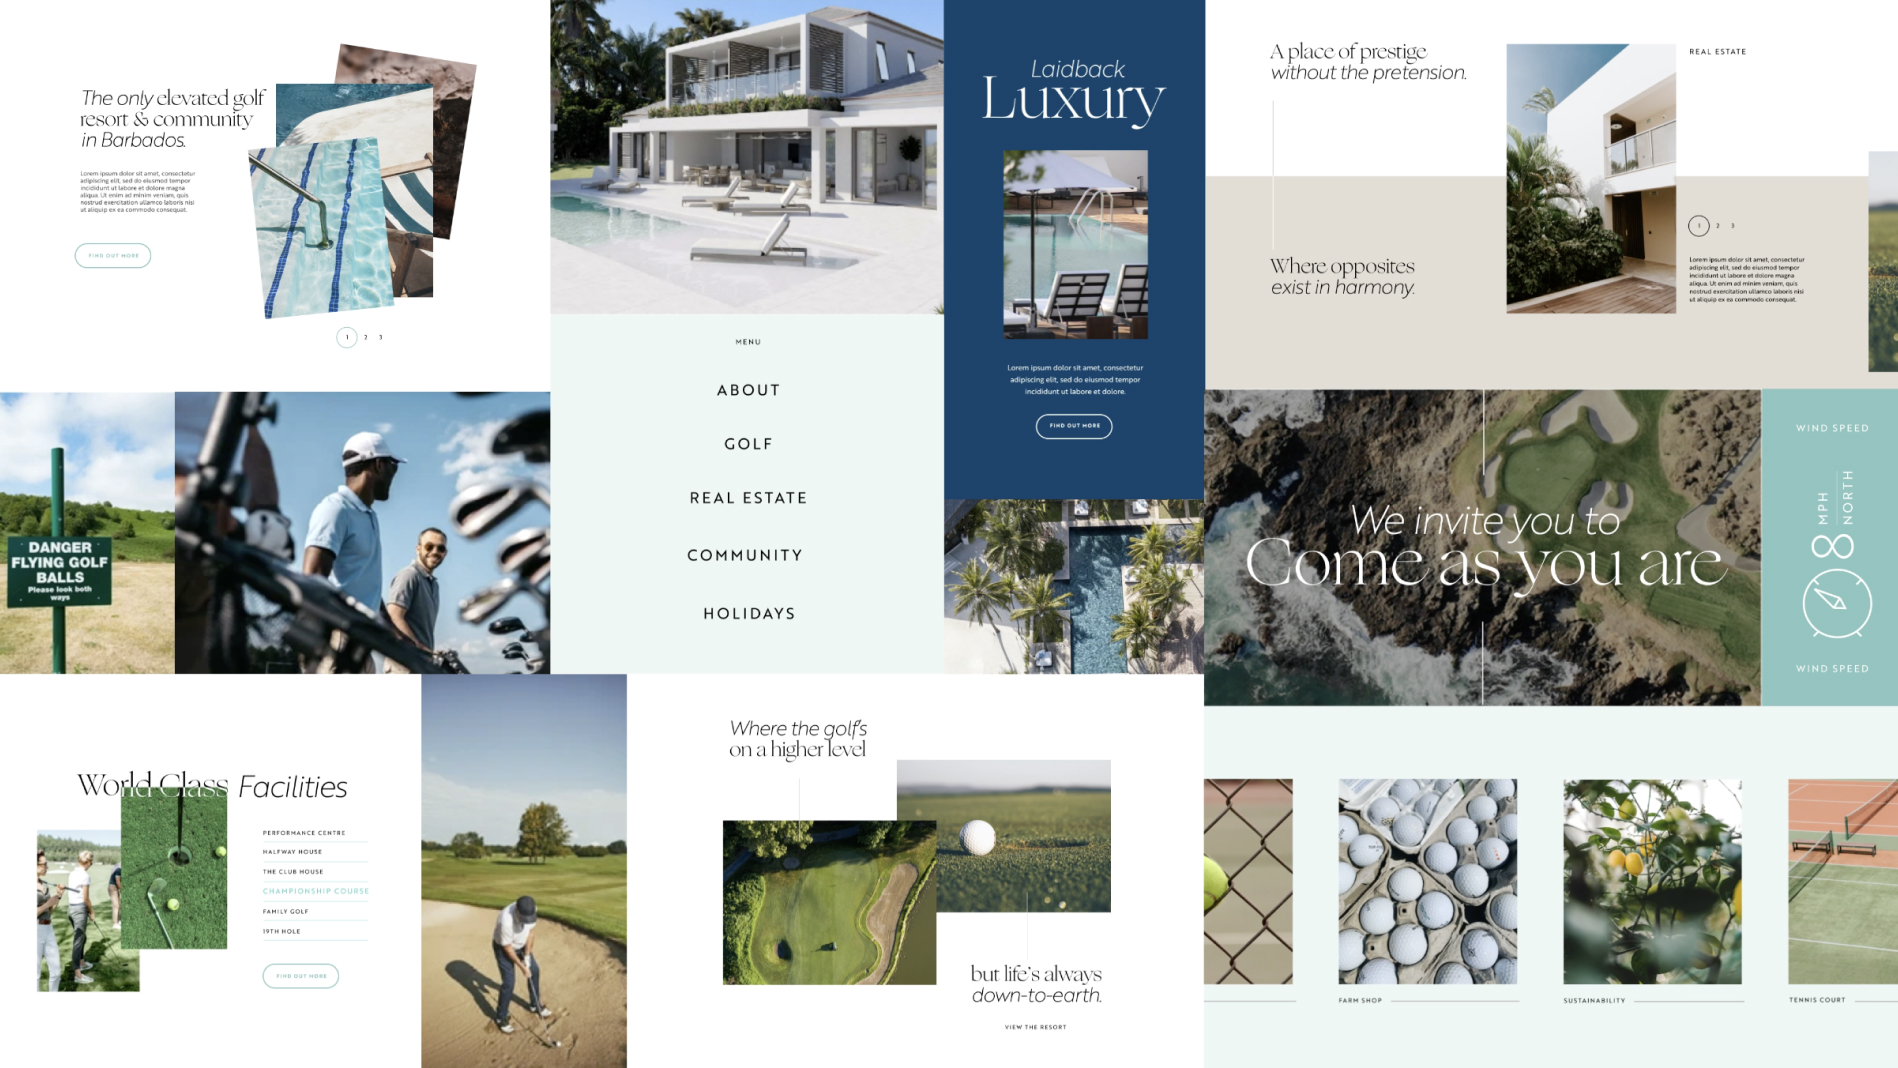 The only elevated golf
resort & community
in Barbados.
Lorem ipsum dolor sit amet, consectetur
adipiscing elit, sed do eiusmod tempor
incididunt ut labore et dolore magna
aliqua. Ut enim ad minim veniam, quis
nostrud exercitation ullamco laboris nisi
ut aliquip ex ea commodo consequat.
FIND OUT MORE
1 2 3
MENU
ABOUT
GOLF
REAL ESTATE
COMMUNITY
HOLIDAYS
Laidback
Luxury
Lorem ipsum dolor sit amet, consectetur
adipiscing elit, sed do eiusmod tempor
incididunt ut labore et dolore.
FIND OUT MORE
A place of prestige
without the pretension.
Where opposites
exist in harmony.
REAL ESTATE
1 2 3
Lorem ipsum dolor sit amet, consectetur
adipiscing elit, sed do eiusmod tempor
incididunt ut labore et dolore magna
aliqua. Ut enim ad minim veniam, quis
nostrud exercitation ullamco laboris nisi
ut aliquip ex ea commodo consequat.
DANGER
FLYING GOLF
BALLS
Please look both
ways
We invite you to
Come as you are
WIND SPEED
8
MPH
NORTH
WIND SPEED
World Class Facilities
PERFORMANCE CENTRE
HALFWAY HOUSE
THE CLUB HOUSE
CHAMPIONSHIP COURSE
FAMILY GOLF
19TH HOLE
FIND OUT MORE
Where the golf's
on a higher level
but life's always
down-to-earth.
VIEW THE RESORT
FARM SHOP
SUSTAINABILITY
TENNIS COURT